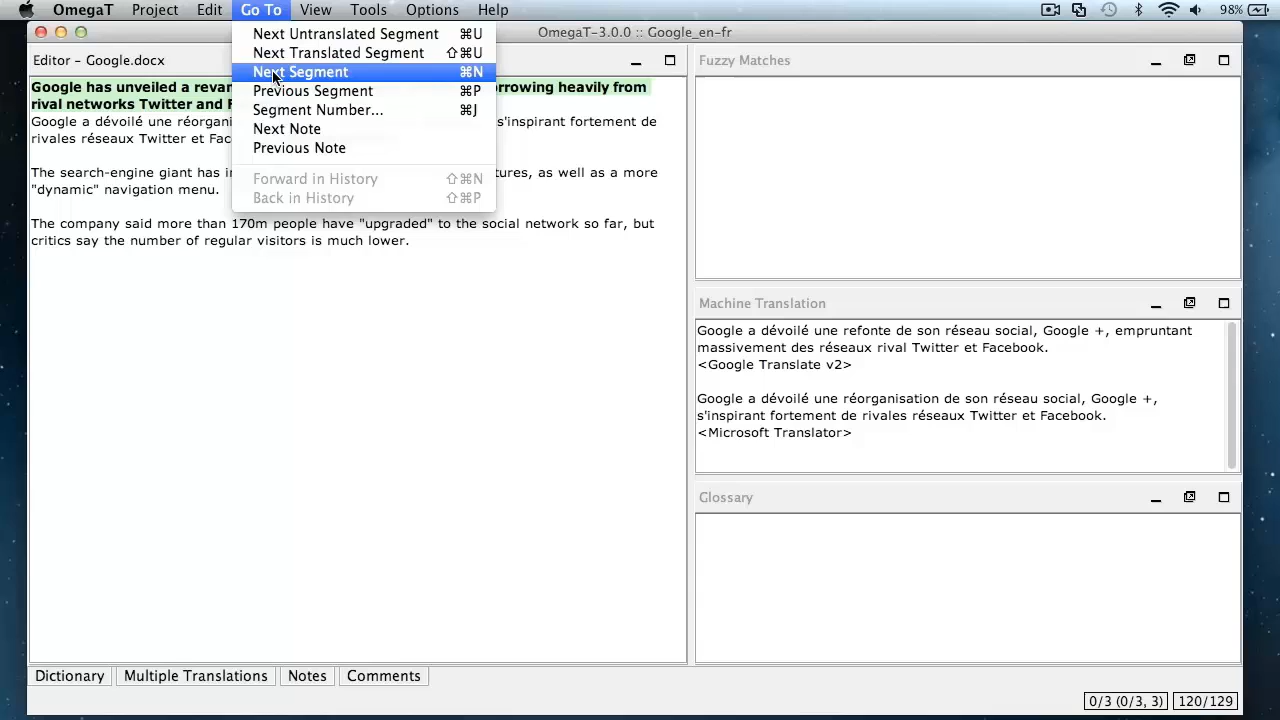 OmegaT Project Edit Go To View Tools Options Help 98%
OmegaT-3.0.0 :: Google_en-fr
Next Untranslated Segment ⌘U
Next Translated Segment ⇧⌘U
Next Segment ⌘N
Previous Segment ⌘P
Segment Number... ⌘J
Next Note
Previous Note
Forward in History ⇧⌘N
Back in History ⇧⌘P
Editor - Google.docx
Google has unveiled a revam orrowing heavily from
rival networks Twitter and F
Google a dévoilé une réorgani s'inspirant fortement de
rivales réseaux Twitter et Fac
The search-engine giant has i tures, as well as a more
"dynamic" navigation menu.
The company said more than 170m people have "upgraded" to the social network so far, but
critics say the number of regular visitors is much lower.
Fuzzy Matches
Machine Translation
Google a dévoilé une refonte de son réseau social, Google +, empruntant
massivement des réseaux rival Twitter et Facebook.
<Google Translate v2>
Google a dévoilé une réorganisation de son réseau social, Google +,
s'inspirant fortement de rivales réseaux Twitter et Facebook.
<Microsoft Translator>
Glossary
Dictionary Multiple Translations Notes Comments
0/3 (0/3, 3) 120/129